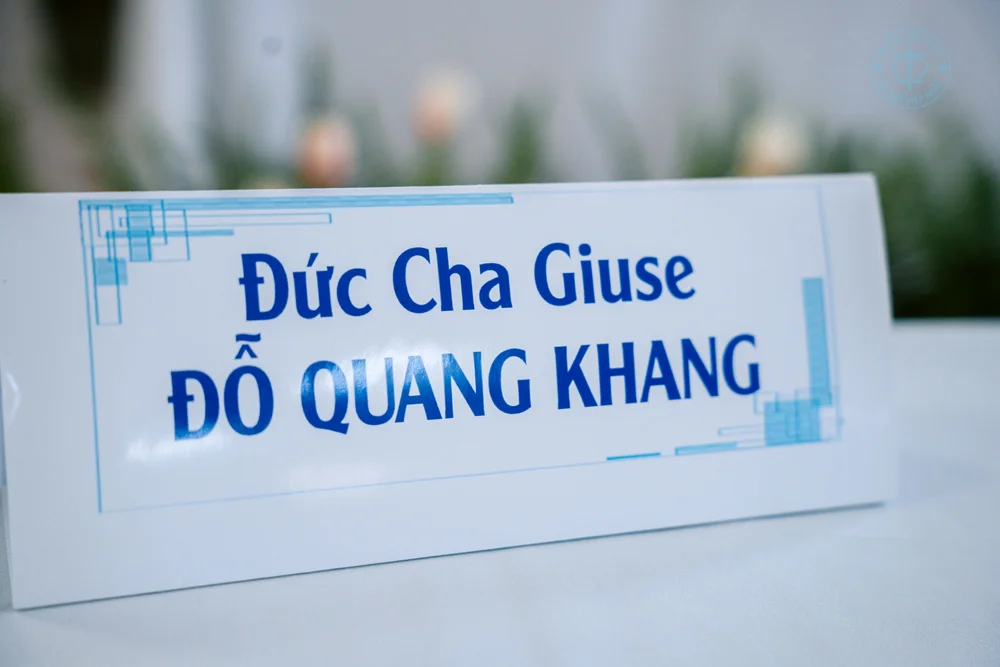 Đức Cha Giuse
ĐỖ QUANG KHANG